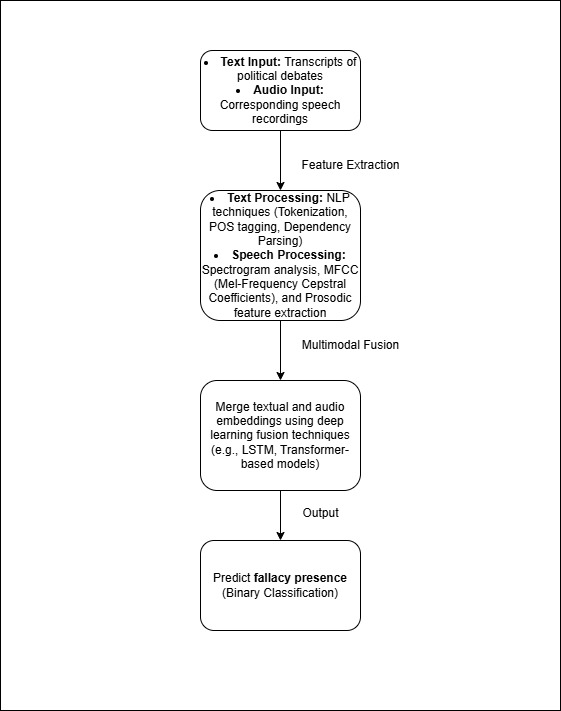 • Text Input: Transcripts of
political debates
• Audio Input:
Corresponding speech
recordings
Feature Extraction
• Text Processing: NLP
techniques (Tokenization,
POS tagging, Dependency
Parsing)
• Speech Processing:
Spectrogram analysis, MFCC
(Mel-Frequency Cepstral
Coefficients), and Prosodic
feature extraction
Multimodal Fusion
Merge textual and audio
embeddings using deep
learning fusion techniques
(e.g., LSTM, Transformer-
based models)
Output
Predict fallacy presence
(Binary Classification)